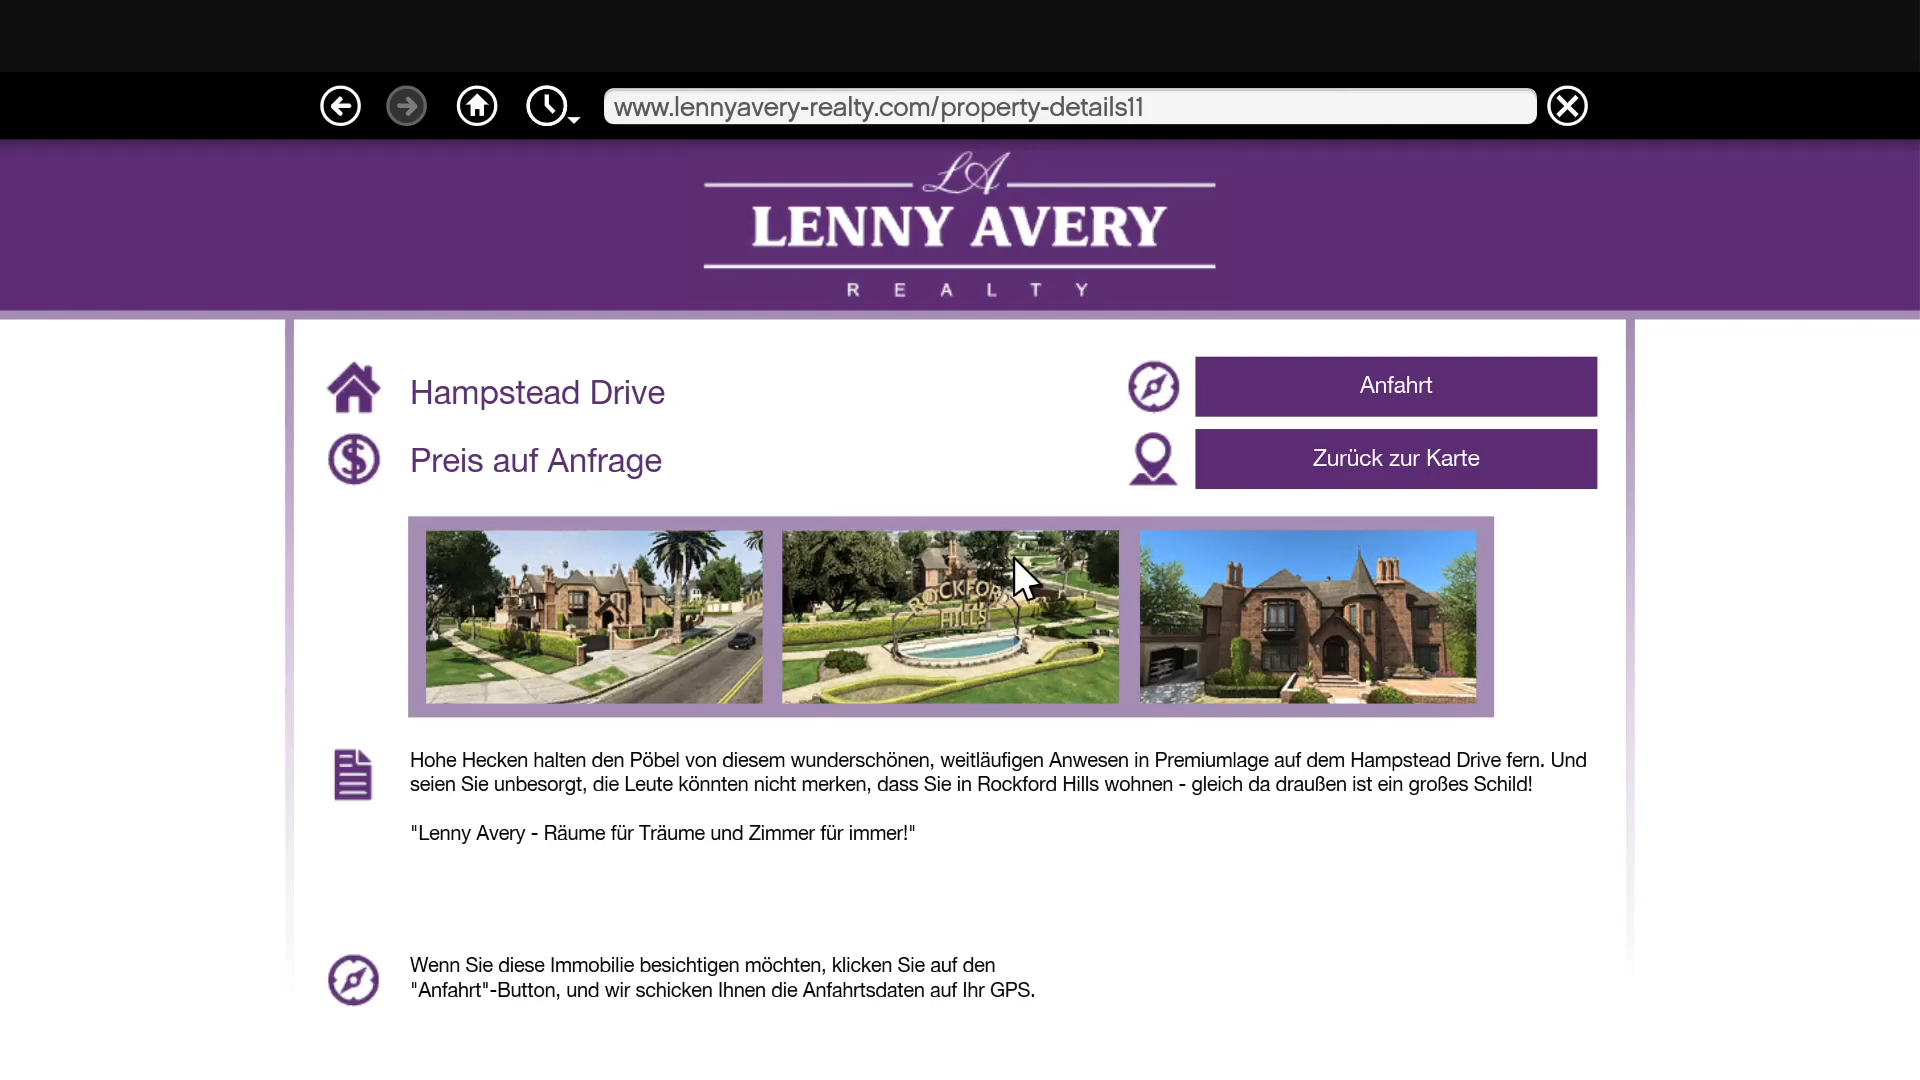 www.lennyavery-realty.com/property-details11
LA
LENNY AVERY
REALTY
Hampstead Drive
Anfahrt
Preis auf Anfrage
Zurück zur Karte
ROCKFORD
HILLS
Hohe Hecken halten den Pöbel von diesem wunderschönen, weitläufigen Anwesen in Premiumlage auf dem Hampstead Drive fern. Und
seien Sie unbesorgt, die Leute könnten nicht merken, dass Sie in Rockford Hills wohnen - gleich da draußen ist ein großes Schild!
"Lenny Avery - Räume für Träume und Zimmer für immer!"
Wenn Sie diese Immobilie besichtigen möchten, klicken Sie auf den
"Anfahrt"-Button, und wir schicken Ihnen die Anfahrtsdaten auf Ihr GPS.